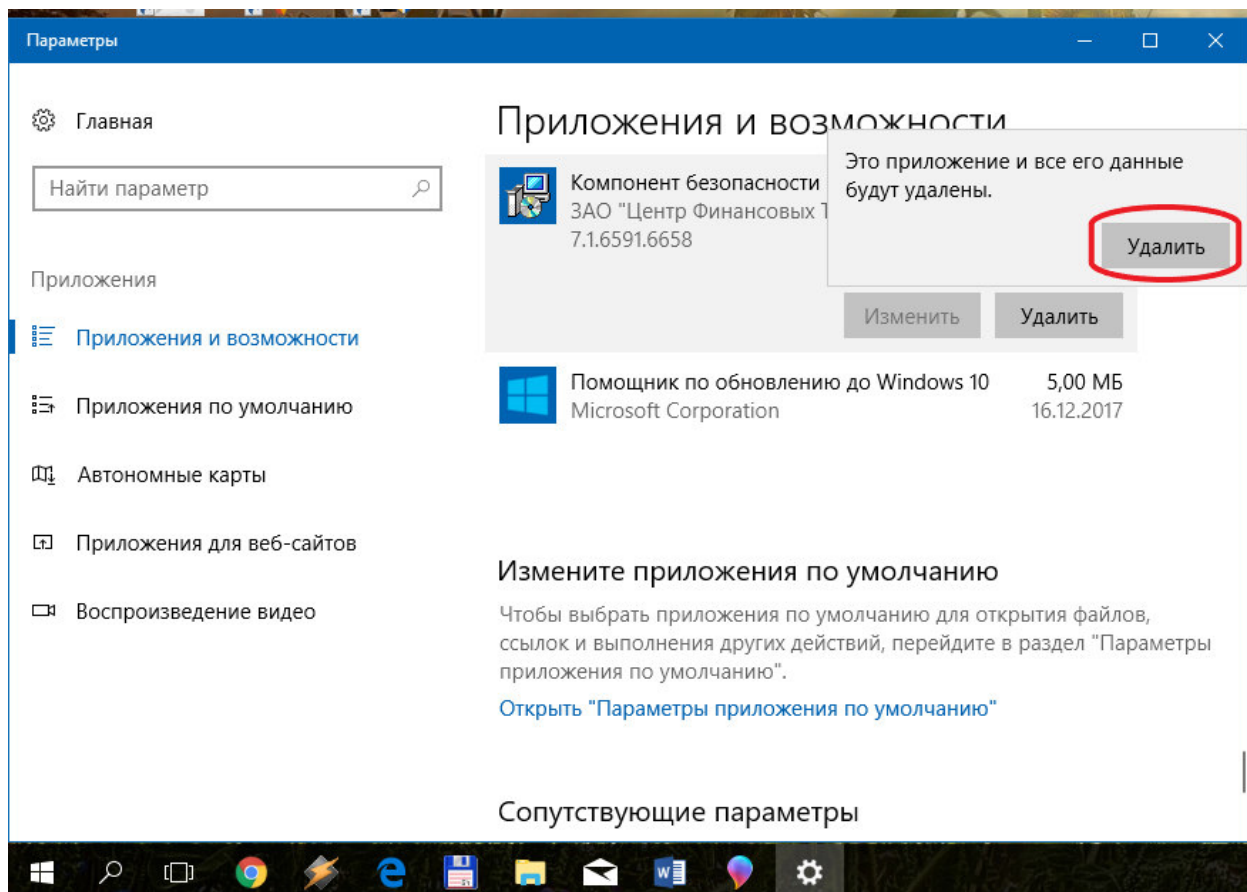 Параметры
Главная
Найти параметр
Приложения
Приложения и возможности
Приложения по умолчанию
Автономные карты
Приложения для веб-сайтов
Воспроизведение видео
Приложения и возможности
Компонент безопасности
ЗАО "Центр Финансовых
7.1.6591.6658
Это приложение и все его данные
будут удалены.
Удалить
Изменить Удалить
Помощник по обновлению до Windows 10 5,00 МБ
Microsoft Corporation 16.12.2017
Измените приложения по умолчанию
Чтобы выбрать приложения по умолчанию для открытия файлов,
ссылок и выполнения других действий, перейдите в раздел "Параметры
приложения по умолчанию".
Открыть "Параметры приложения по умолчанию"
Сопутствующие параметры